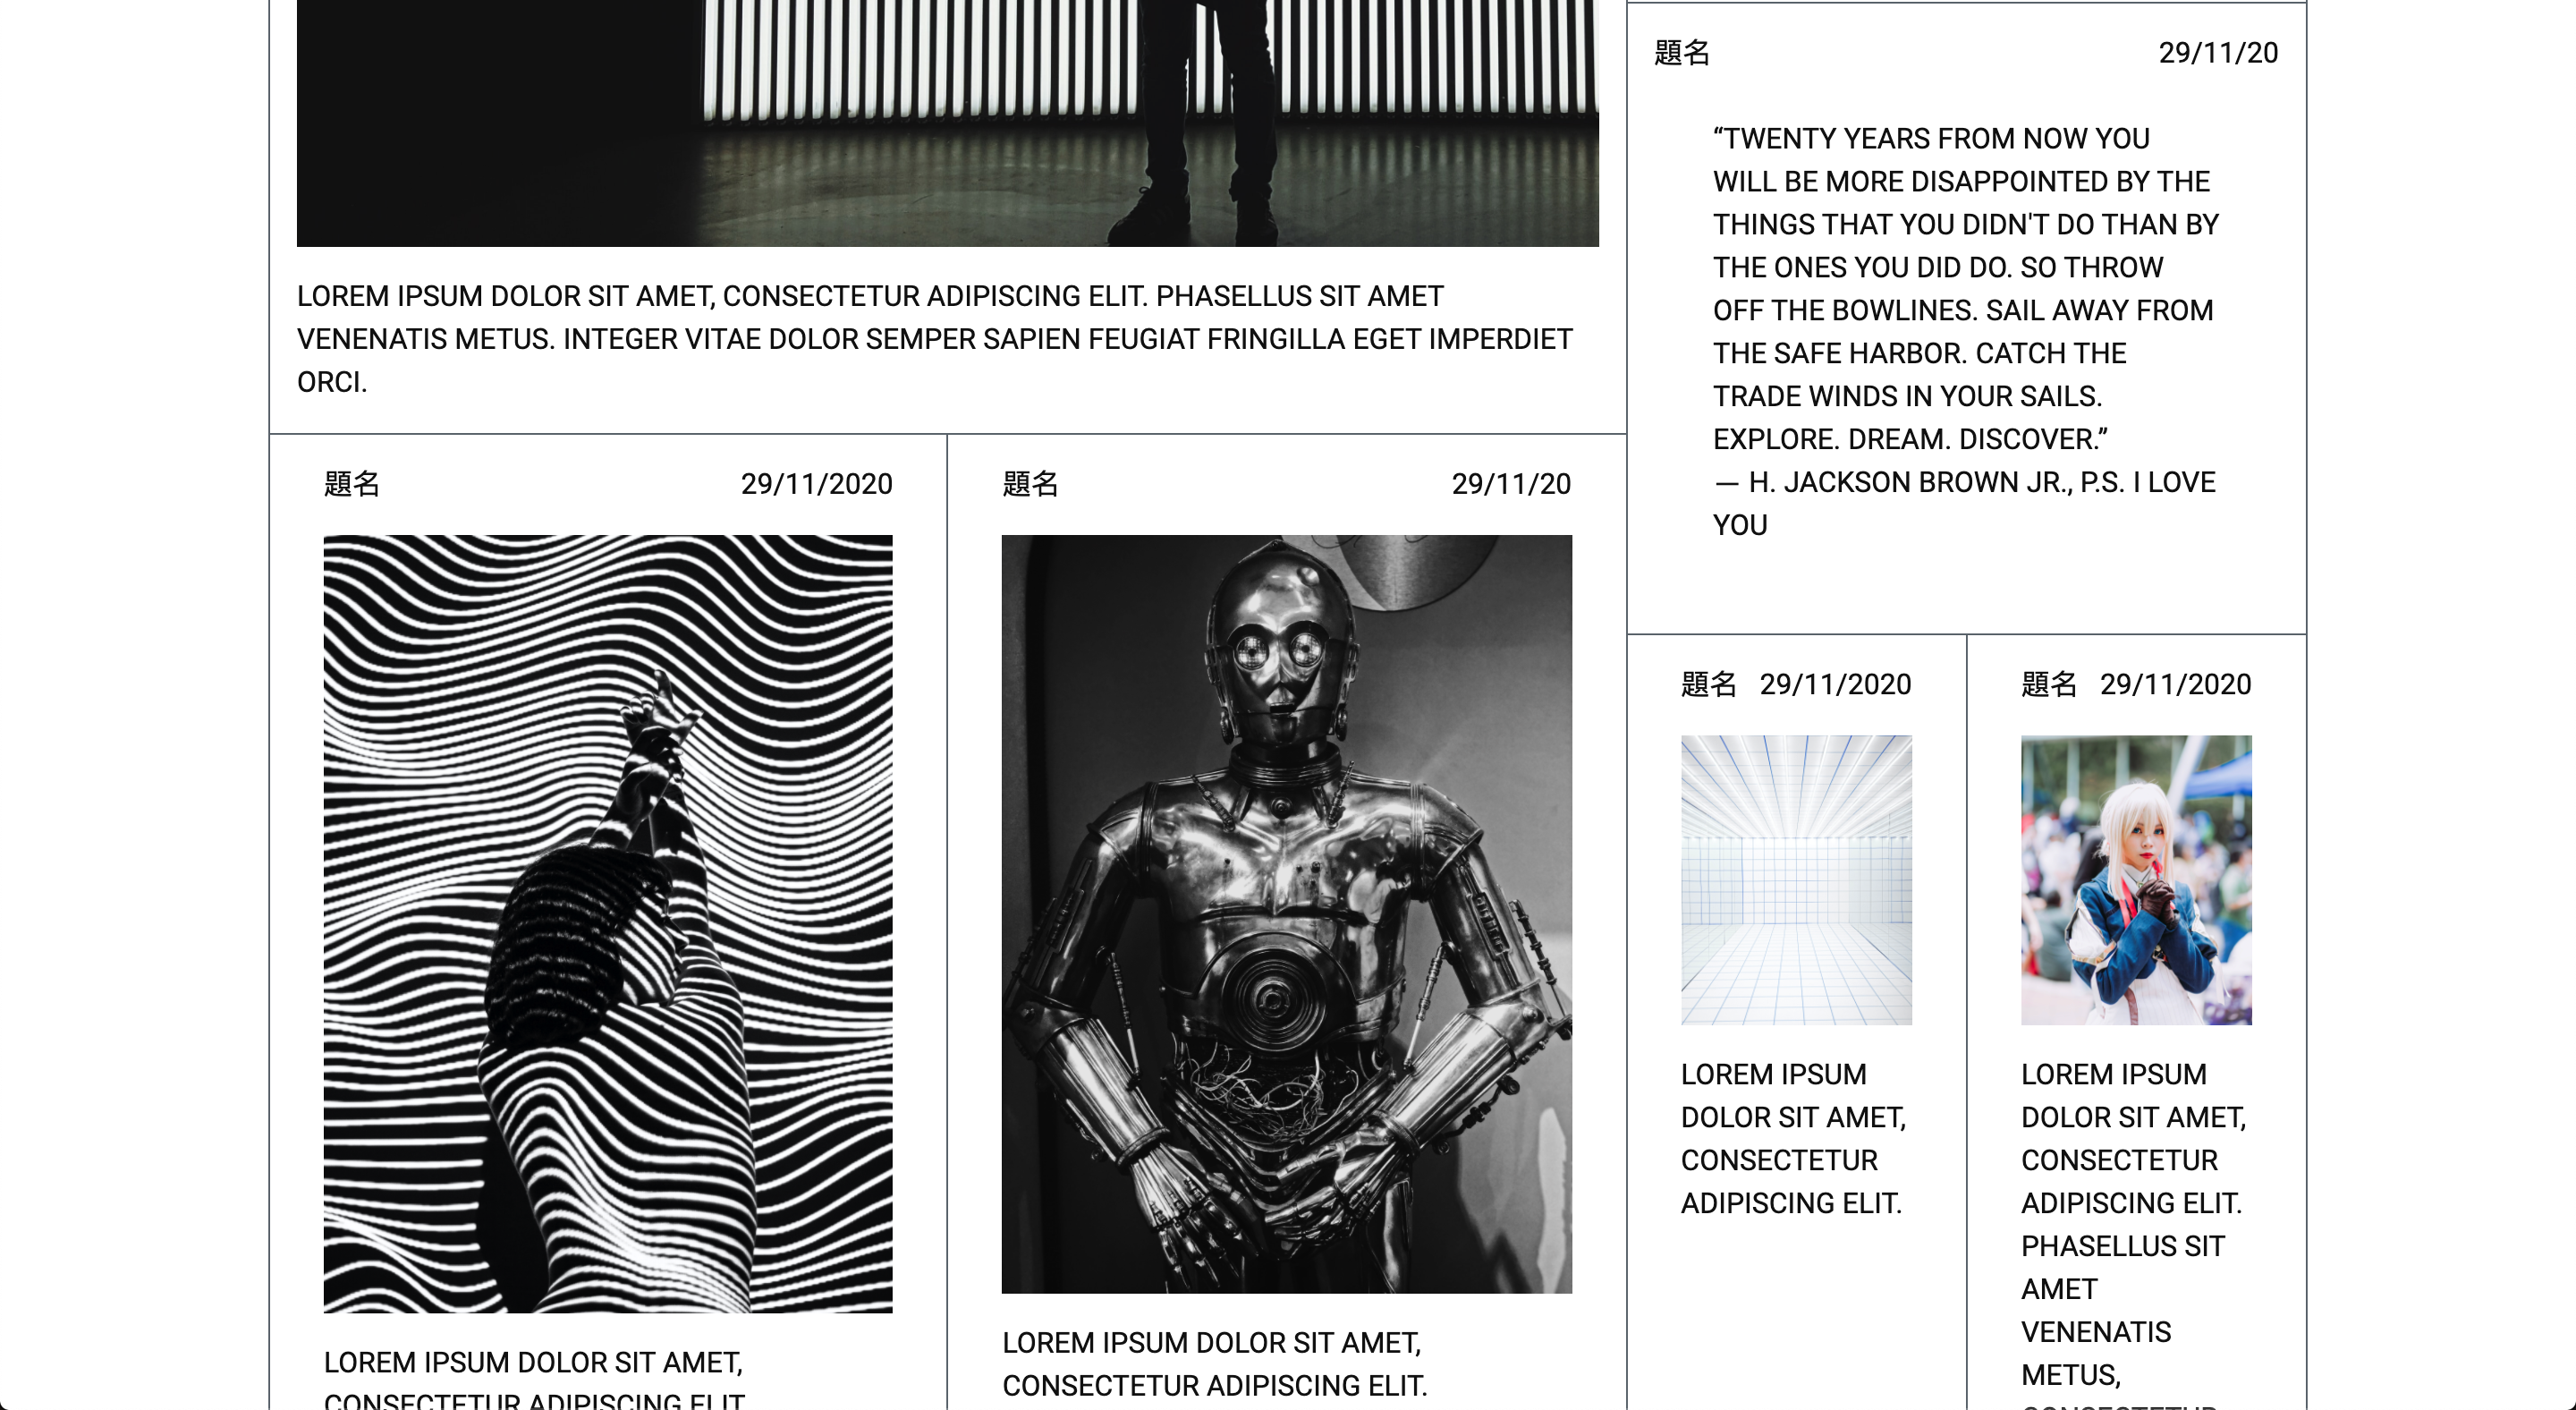 LOREM IPSUM DOLOR SIT AMET, CONSECTETUR ADIPISCING ELIT. PHASELLUS SIT AMET
VENENATIS METUS. INTEGER VITAE DOLOR SEMPER SAPIEN FEUGIAT FRINGILLA EGET IMPERDIET
ORCI.
題名 29/11/2020
LOREM IPSUM DOLOR SIT AMET,
CONSECTETUR ADIPISCING ELIT
題名 29/11/20
LOREM IPSUM DOLOR SIT AMET,
CONSECTETUR ADIPISCING ELIT.
題名 29/11/20
“TWENTY YEARS FROM NOW YOU
WILL BE MORE DISAPPOINTED BY THE
THINGS THAT YOU DIDN'T DO THAN BY
THE ONES YOU DID DO. SO THROW
OFF THE BOWLINES. SAIL AWAY FROM
THE SAFE HARBOR. CATCH THE
TRADE WINDS IN YOUR SAILS.
EXPLORE. DREAM. DISCOVER.”
— H. JACKSON BROWN JR., P.S. I LOVE
YOU
題名 29/11/2020
LOREM IPSUM
DOLOR SIT AMET,
CONSECTETUR
ADIPISCING ELIT.
題名 29/11/2020
LOREM IPSUM
DOLOR SIT AMET,
CONSECTETUR
ADIPISCING ELIT.
PHASELLUS SIT
AMET
VENENATIS
METUS,